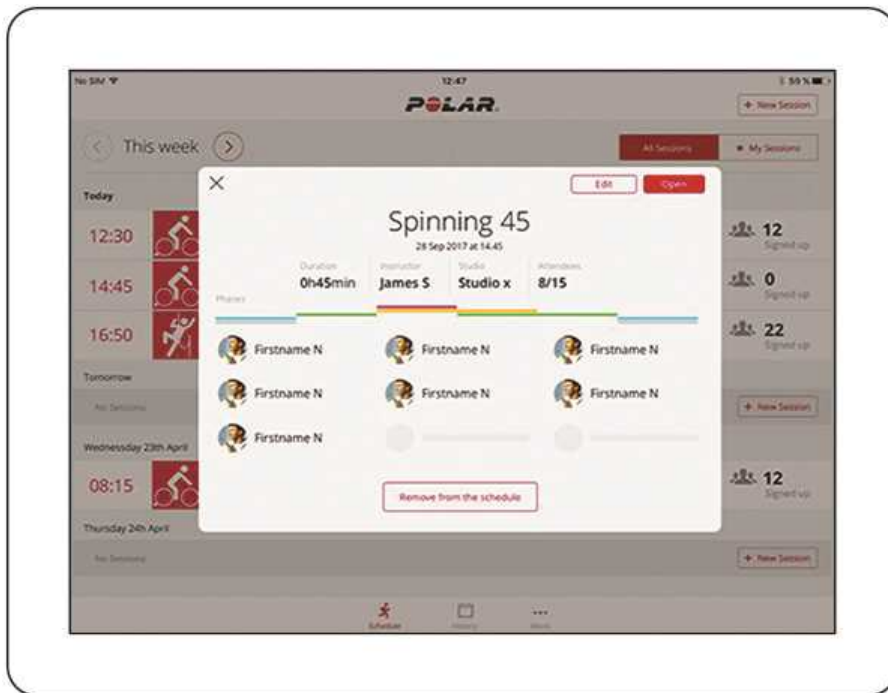 No SIM 12:47 59 %
POLAR.
+ New Session
This week
All Sessions My Sessions
Today
Spinning 45
Edit Open
28 Sep 2017 at 14.45
Duration Instructor Studio Attendees
0h45min James S Studio x 8/15
Phases
12:30 12
Signed up
14:45 0
Signed up
16:50 22
Signed up
Firstname N Firstname N Firstname N
Firstname N Firstname N Firstname N
Firstname N
Remove from the schedule
Tomorrow
No Sessions + New Session
Wednesday 23th April
08:15 12
Signed up
Thursday 24h April
No Sessions + New Session
Schedule History More